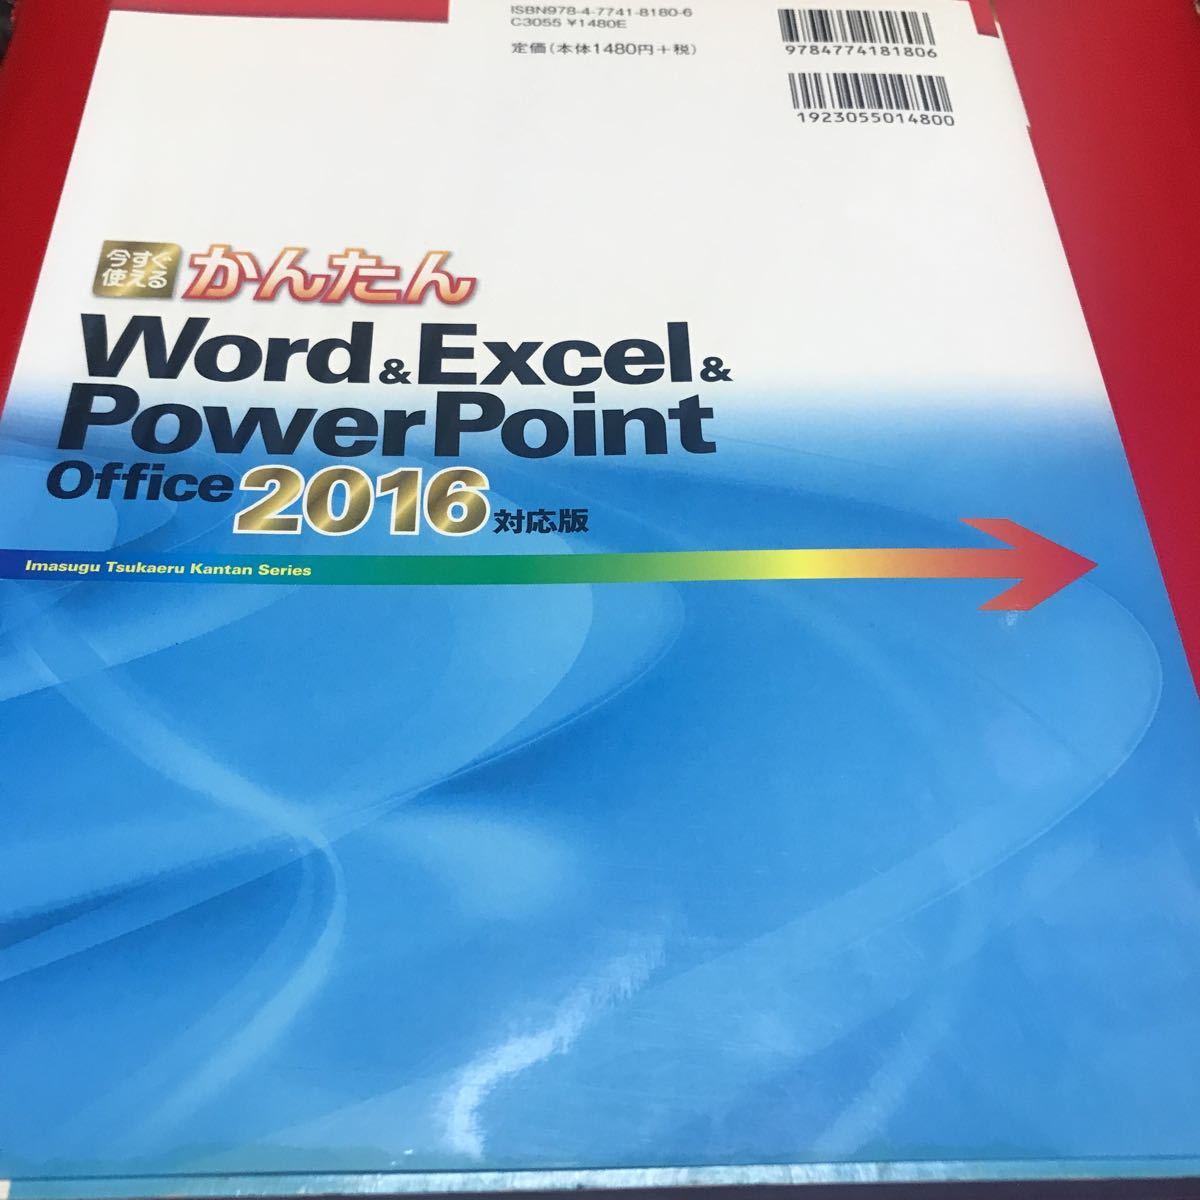 ISBN978-4-7741-8180-6
C3055 ¥1480E
定価(本体1480円+税)
9784774181806
1923055014800
今すぐ
使える
かんたん
Word & Excel &
PowerPoint
Office 2016 対応版
Imasugu Tsukaeru Kantan Series